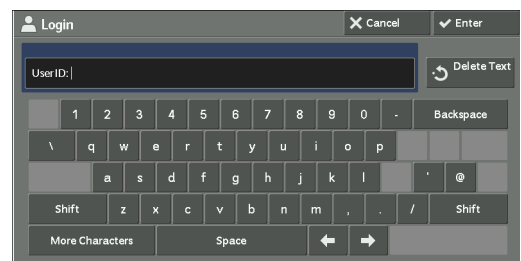 Login
Cancel
Enter
UserID:
Delete Text
1 2 3 4 5 6 7 8 9 0 - Backspace
\ q w e r t y u i o p
a s d f g h j k l ' @
Shift z x c v b n m , . / Shift
More Characters Space